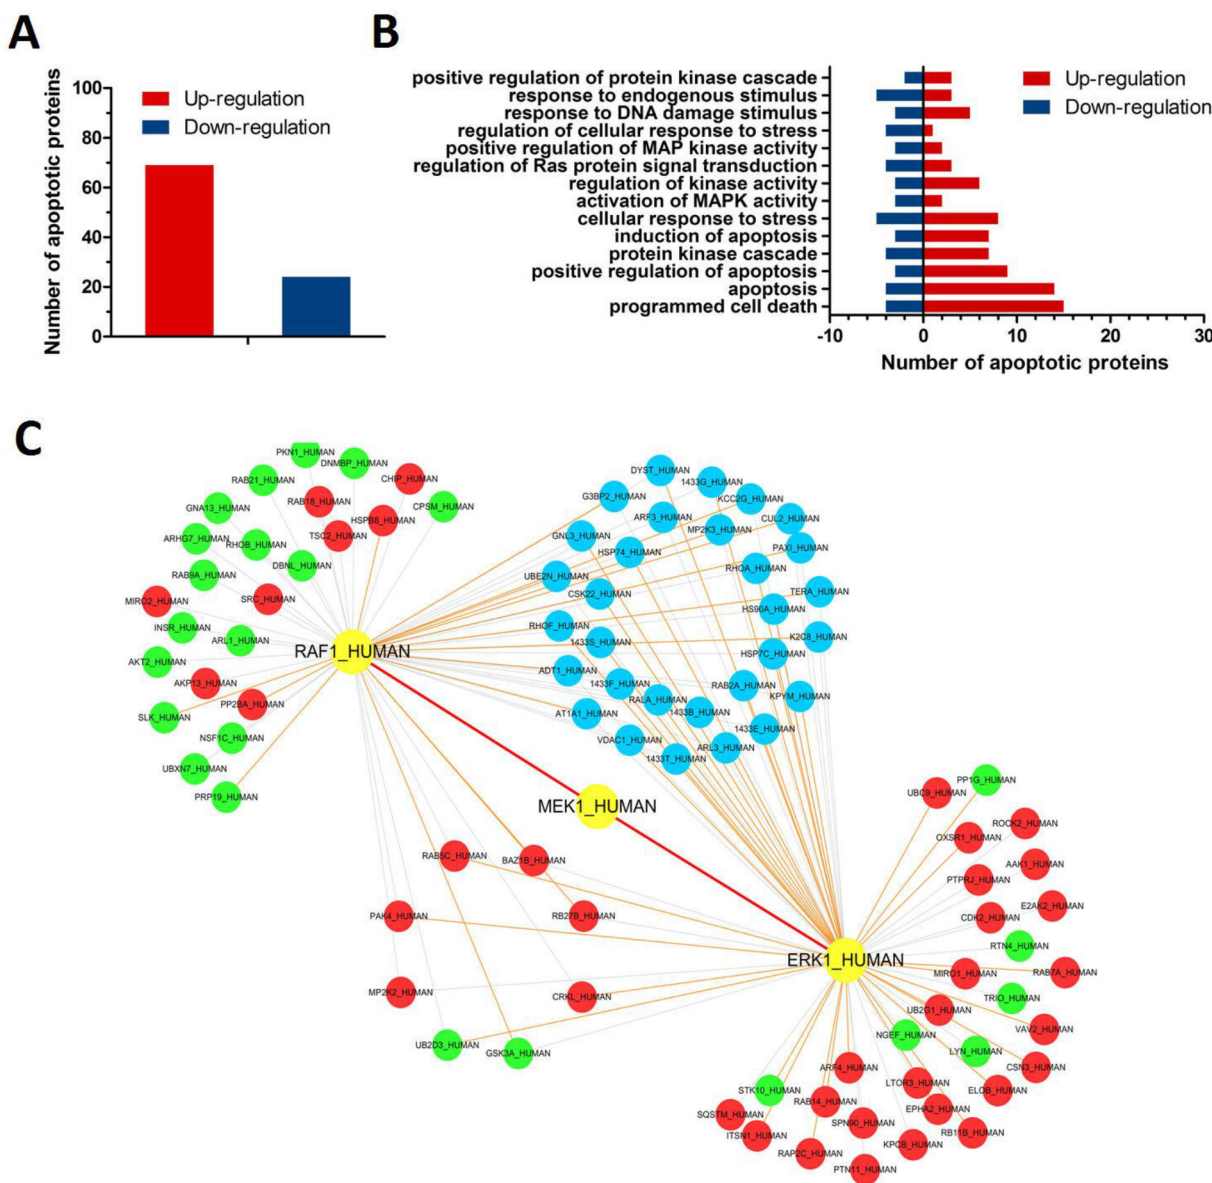 A
B
Number of apoptotic proteins
100
80
60
40
20
0
Up-regulation
Down-regulation
positive regulation of protein kinase cascade
response to endogenous stimulus
response to DNA damage stimulus
regulation of cellular response to stress
positive regulation of MAP kinase activity
regulation of Ras protein signal transduction
regulation of kinase activity
activation of MAPK activity
cellular response to stress
induction of apoptosis
protein kinase cascade
positive regulation of apoptosis
apoptosis
programmed cell death
Up-regulation
Down-regulation
-10 0 10 20 30
Number of apoptotic proteins
C
PKN1_HUMAN
DNMBP_HUMAN
RAB21_HUMAN
CHIP_HUMAN
RAB18_HUMAN
GNA13_HUMAN
CPSM_HUMAN
HSPB8_HUMAN
TSC2_HUMAN
ARHG7_HUMAN
RHOB_HUMAN
DBNL_HUMAN
RAB9A_HUMAN
MIRO2_HUMAN
SRC_HUMAN
INSR_HUMAN
ARL1_HUMAN
RAF1_HUMAN
AKT2_HUMAN
AKP13_HUMAN
PP2BA_HUMAN
SLK_HUMAN
NSF1C_HUMAN
UBXN7_HUMAN
PRP19_HUMAN
DYST_HUMAN
1433G_HUMAN
G3BP2_HUMAN
KCC2G_HUMAN
ARF3_HUMAN
CUL2_HUMAN
MP2K3_HUMAN
GNL3_HUMAN
HSP74_HUMAN
PAXI_HUMAN
UBE2N_HUMAN
RHOA_HUMAN
CSK22_HUMAN
TERA_HUMAN
HS90A_HUMAN
RHOF_HUMAN
1433S_HUMAN
K2C8_HUMAN
HSP7C_HUMAN
ADT1_HUMAN
1433F_HUMAN
RAB2A_HUMAN
RALA_HUMAN
KPYM_HUMAN
AT1A1_HUMAN
1433B_HUMAN
1433E_HUMAN
VDAC1_HUMAN
ARL3_HUMAN
1433T_HUMAN
MEK1_HUMAN
RAB5C_HUMAN
BAZ1B_HUMAN
PAK4_HUMAN
RB27B_HUMAN
MP2K2_HUMAN
CRKL_HUMAN
UB2D3_HUMAN
GSK3A_HUMAN
ERK1_HUMAN
PP1G_HUMAN
UBC9_HUMAN
ROCK2_HUMAN
OXSR1_HUMAN
AAK1_HUMAN
PTPRJ_HUMAN
E2AK2_HUMAN
CDK2_HUMAN
RTN4_HUMAN
MIRO1_HUMAN
RAB7A_HUMAN
TRIO_HUMAN
UB2G1_HUMAN
VAV2_HUMAN
NGEF_HUMAN
LYN_HUMAN
CSN3_HUMAN
ARF4_HUMAN
LTOR3_HUMAN
ELOB_HUMAN
STK10_HUMAN
RAB14_HUMAN
EPHA2_HUMAN
SQSTM_HUMAN
SPN90_HUMAN
RB11B_HUMAN
ITSN1_HUMAN
KPCB_HUMAN
RAP2C_HUMAN
PTN11_HUMAN